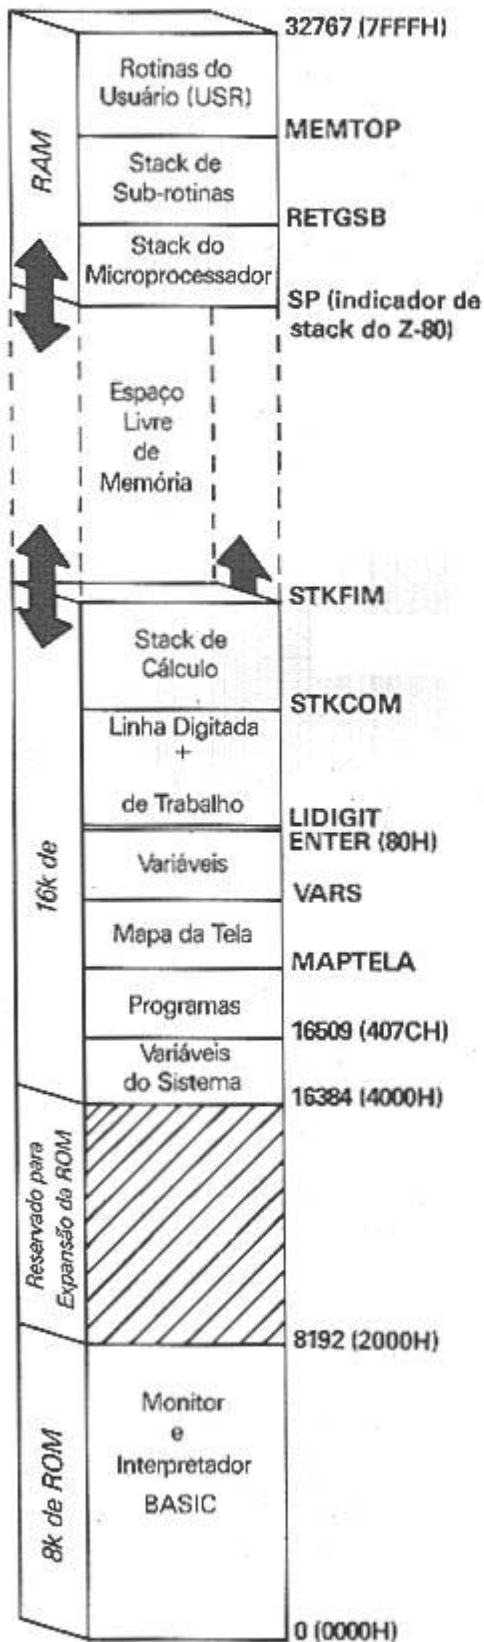 32767 (7FFFH)
Rotinas do
Usuário (USR)
MEMTOP
RAM
Stack de
Sub-rotinas
RETGSB
Stack do
Microprocessador
SP (indicador de
stack do Z-80)
Espaço
Livre
de
Memória
STKFIM
Stack de
Cálculo
STKCOM
Linha Digitada
+
de Trabalho
LIDIGIT
ENTER (80H)
16k de
Variáveis
VARS
Mapa da Tela
MAPTELA
Programas
16509 (407CH)
Variáveis
do Sistema
16384 (4000H)
Reservado para
Expansão da ROM
8192 (2000H)
Monitor
e
Interpretador
BASIC
8k de ROM
0 (0000H)